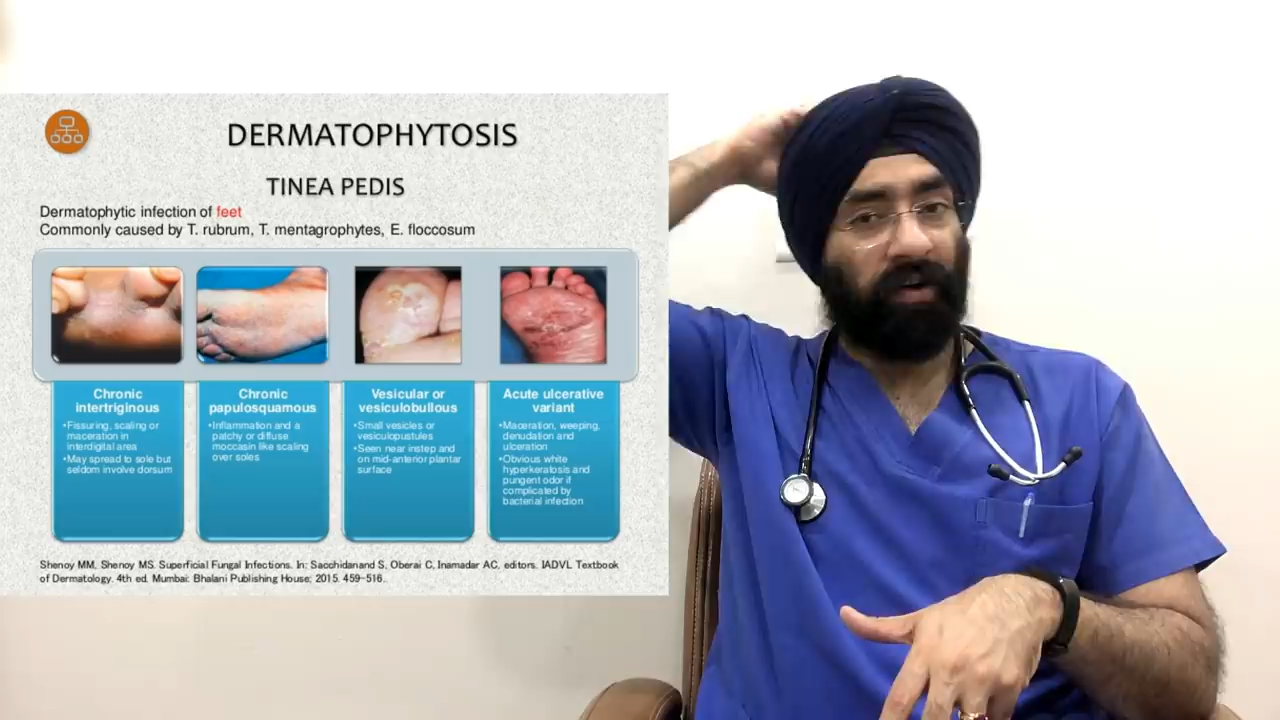 DERMATOPHYTOSIS
TINEA PEDIS
Dermatophytic infection of feet
Commonly caused by T. rubrum, T. mentagrophytes, E. floccosum
Chronic
intertriginous
•Fissuring, scaling or
maceration in
interdigital area
•May spread to sole but
seldom involve dorsum
Chronic
papulosquamous
•Inflammation and a
patchy or diffuse
moccasin like scaling
over soles
Vesicular or
vesiculobullous
•Small vesicles or
vesiculopustules
•Seen near instep and
on mid-anterior plantar
surface
Acute ulcerative
variant
•Maceration, weeping,
denudation and
ulceration
•Obvious white
hyperkeratosis and
pungent odor if
complicated by
bacterial infection
Shenoy MM, Shenoy MS. Superficial Fungal Infections. In: Sacchidanand S, Oberai C, Inamadar AC, editors. IADVL Textbook
of Dermatology. 4th ed. Mumbai: Bhalani Publishing House; 2015. 459-516.